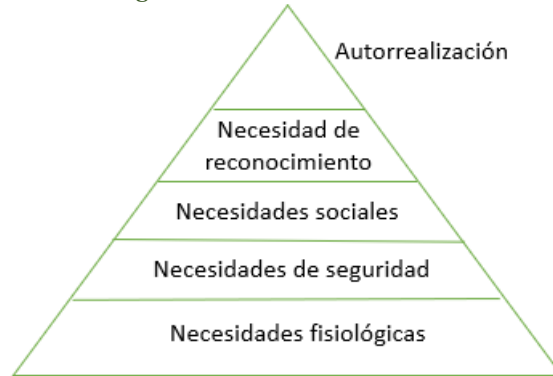 Autorrealización
Necesidad de
reconocimiento
Necesidades sociales
Necesidades de seguridad
Necesidades fisiológicas